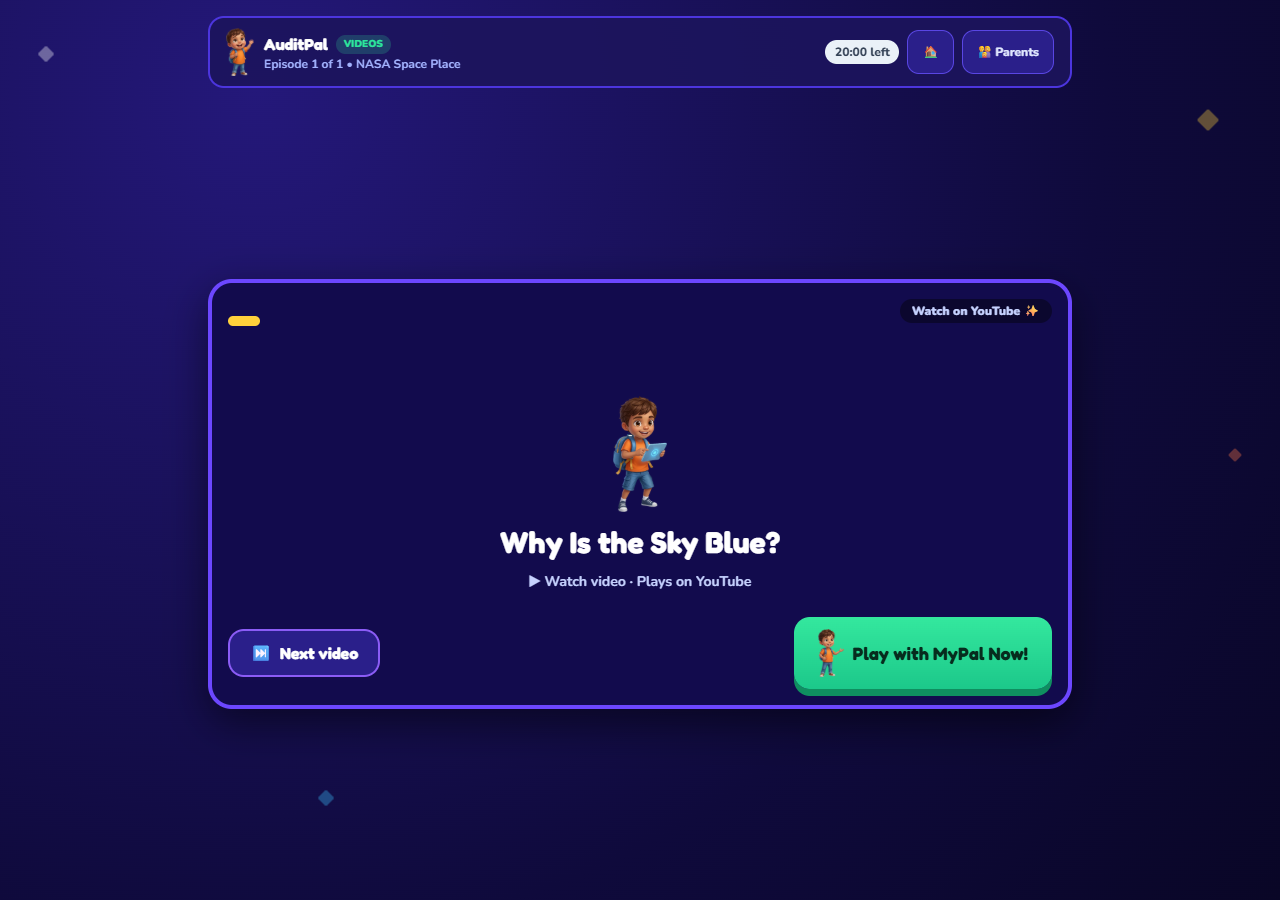 AuditPal VIDEOS
Episode 1 of 1 • NASA Space Place
20:00 left
Parents
Watch on YouTube ✨
Why Is the Sky Blue?
▶ Watch video · Plays on YouTube
⏭ Next video
Play with MyPal Now!